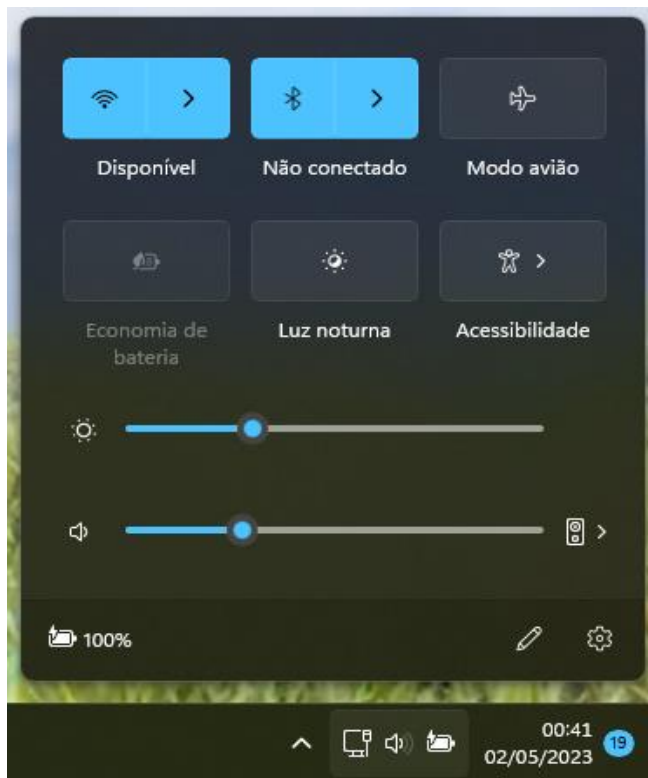 Disponível
Não conectado
Modo avião
Economia de
bateria
Luz noturna
Acessibilidade
100%
00:41
02/05/2023
19